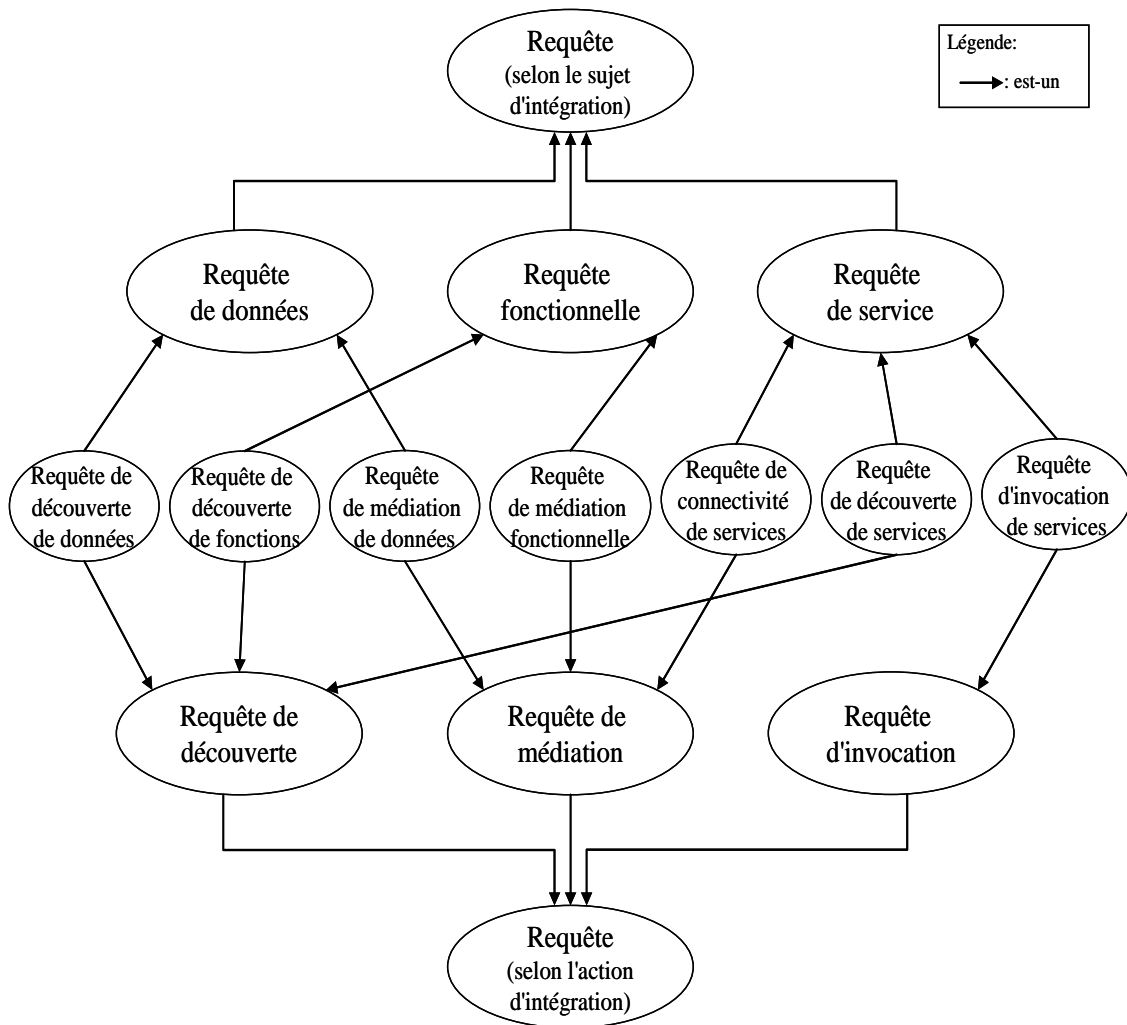 Requête
(selon le sujet
d'intégration)
Légende:
: est-un
Requête
de données
Requête
fonctionnelle
Requête
de service
Requête de
découverte
de données
Requête de
découverte
de fonctions
Requête
de médiation
de données
Requête
de médiation
fonctionnelle
Requête de
connectivité
de services
Requête
de découverte
de services
Requête
d'invocation
de services
Requête de
découverte
Requête de
médiation
Requête
d'invocation
Requête
(selon l'action
d'intégration)